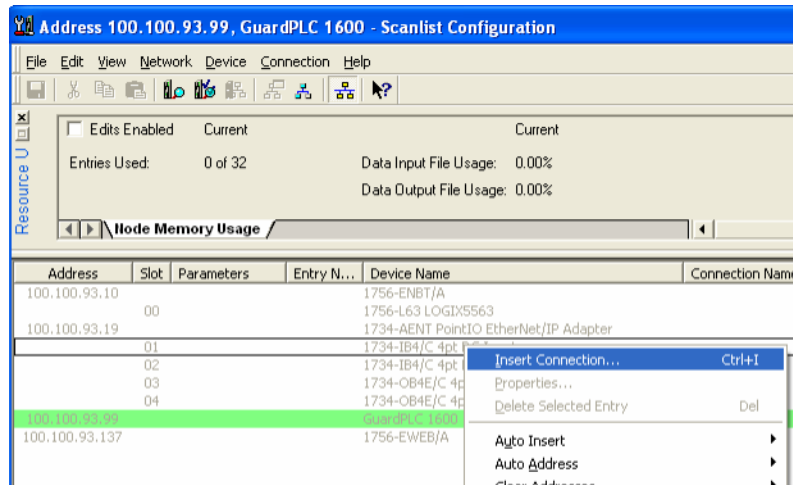 Address 100.100.93.99, GuardPLC 1600 - Scanlist Configuration
File Edit View Network Device Connection Help
Edits Enabled Current Current
Entries Used: 0 of 32 Data Input File Usage: 0.00%
Data Output File Usage: 0.00%
Resource U
Node Memory Usage
Address Slot Parameters Entry N... Device Name Connection Name
100.100.93.10 1756-ENBT/A
00 1756-L63 LOGIX5563
100.100.93.19 1734-AENT PointIO EtherNet/IP Adapter
01 1734-IB4/C 4pt
02 1734-IB4/C 4pt
03 1734-OB4E/C 4p
04 1734-OB4E/C 4p
100.100.93.99 GuardPLC 1600
100.100.93.137 1756-EWEB/A
Insert Connection... Ctrl+I
Properties...
Delete Selected Entry Del
Auto Insert
Auto Address
Clear Addresses